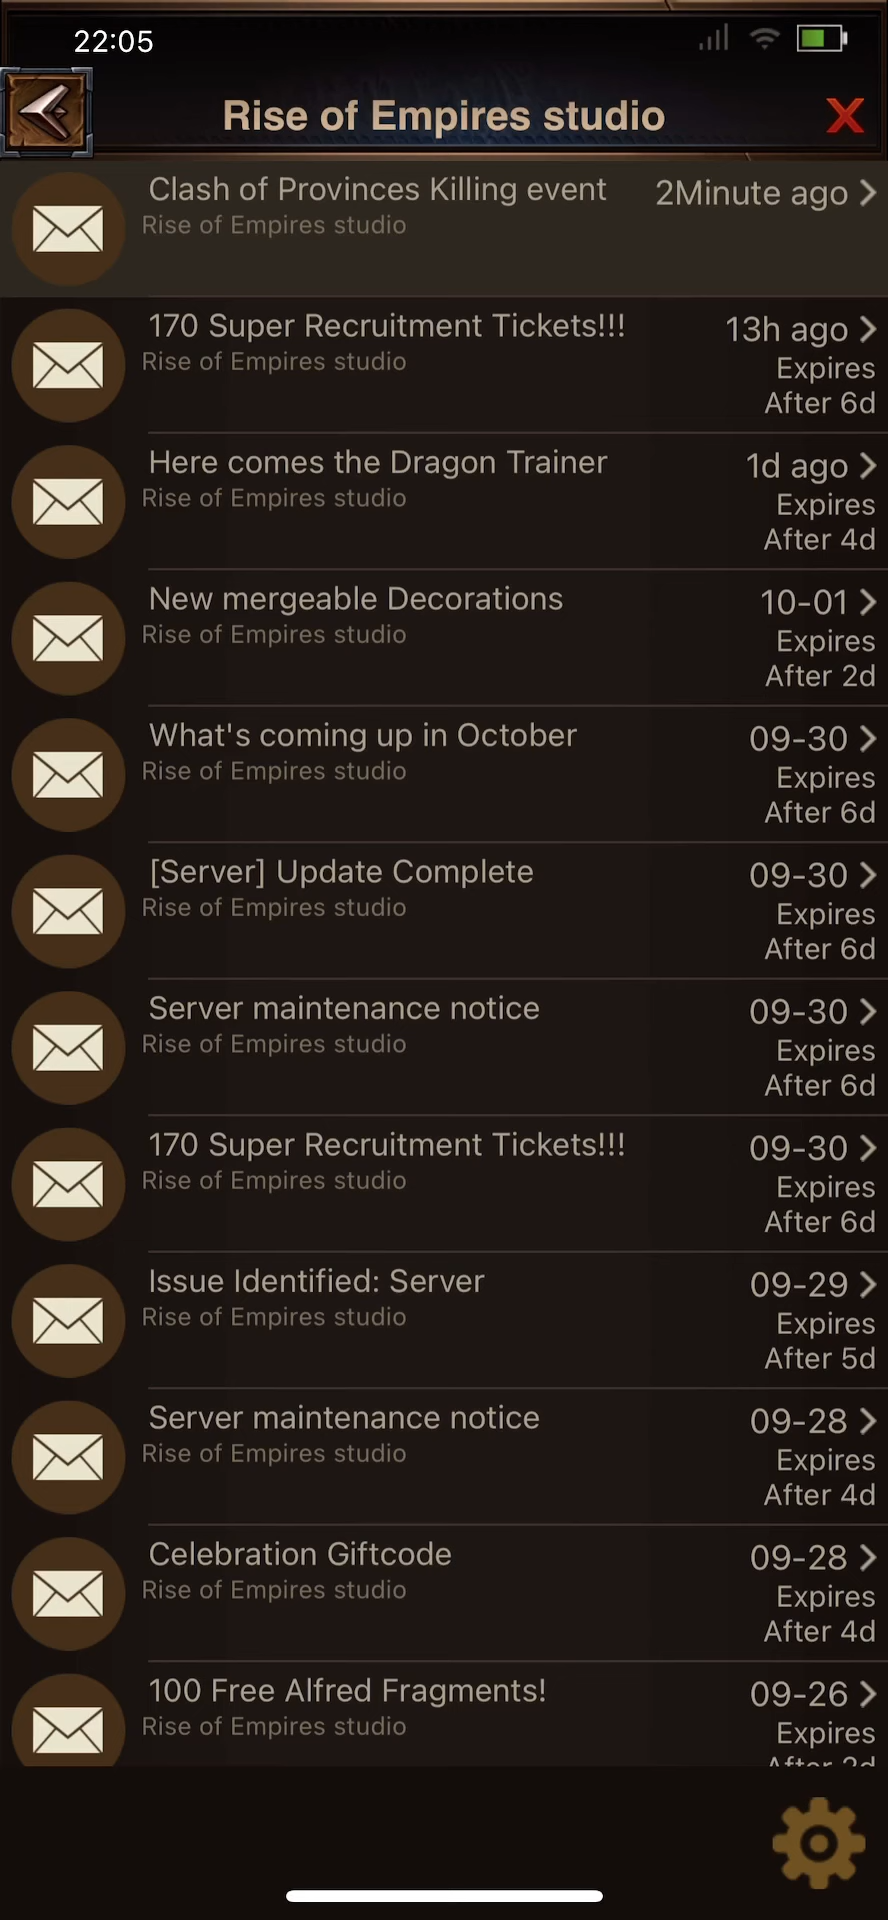 22:05
Rise of Empires studio
Clash of Provinces Killing event
2Minute ago
Rise of Empires studio
170 Super Recruitment Tickets!!!
13h ago
Rise of Empires studio
Expires
After 6d
Here comes the Dragon Trainer
1d ago
Rise of Empires studio
Expires
After 4d
New mergeable Decorations
10-01
Rise of Empires studio
Expires
After 2d
What's coming up in October
09-30
Rise of Empires studio
Expires
After 6d
[Server] Update Complete
09-30
Rise of Empires studio
Expires
After 6d
Server maintenance notice
09-30
Rise of Empires studio
Expires
After 6d
170 Super Recruitment Tickets!!!
09-30
Rise of Empires studio
Expires
After 6d
Issue Identified: Server
09-29
Rise of Empires studio
Expires
After 5d
Server maintenance notice
09-28
Rise of Empires studio
Expires
After 4d
Celebration Giftcode
09-28
Rise of Empires studio
Expires
After 4d
100 Free Alfred Fragments!
09-26
Rise of Empires studio
Expires